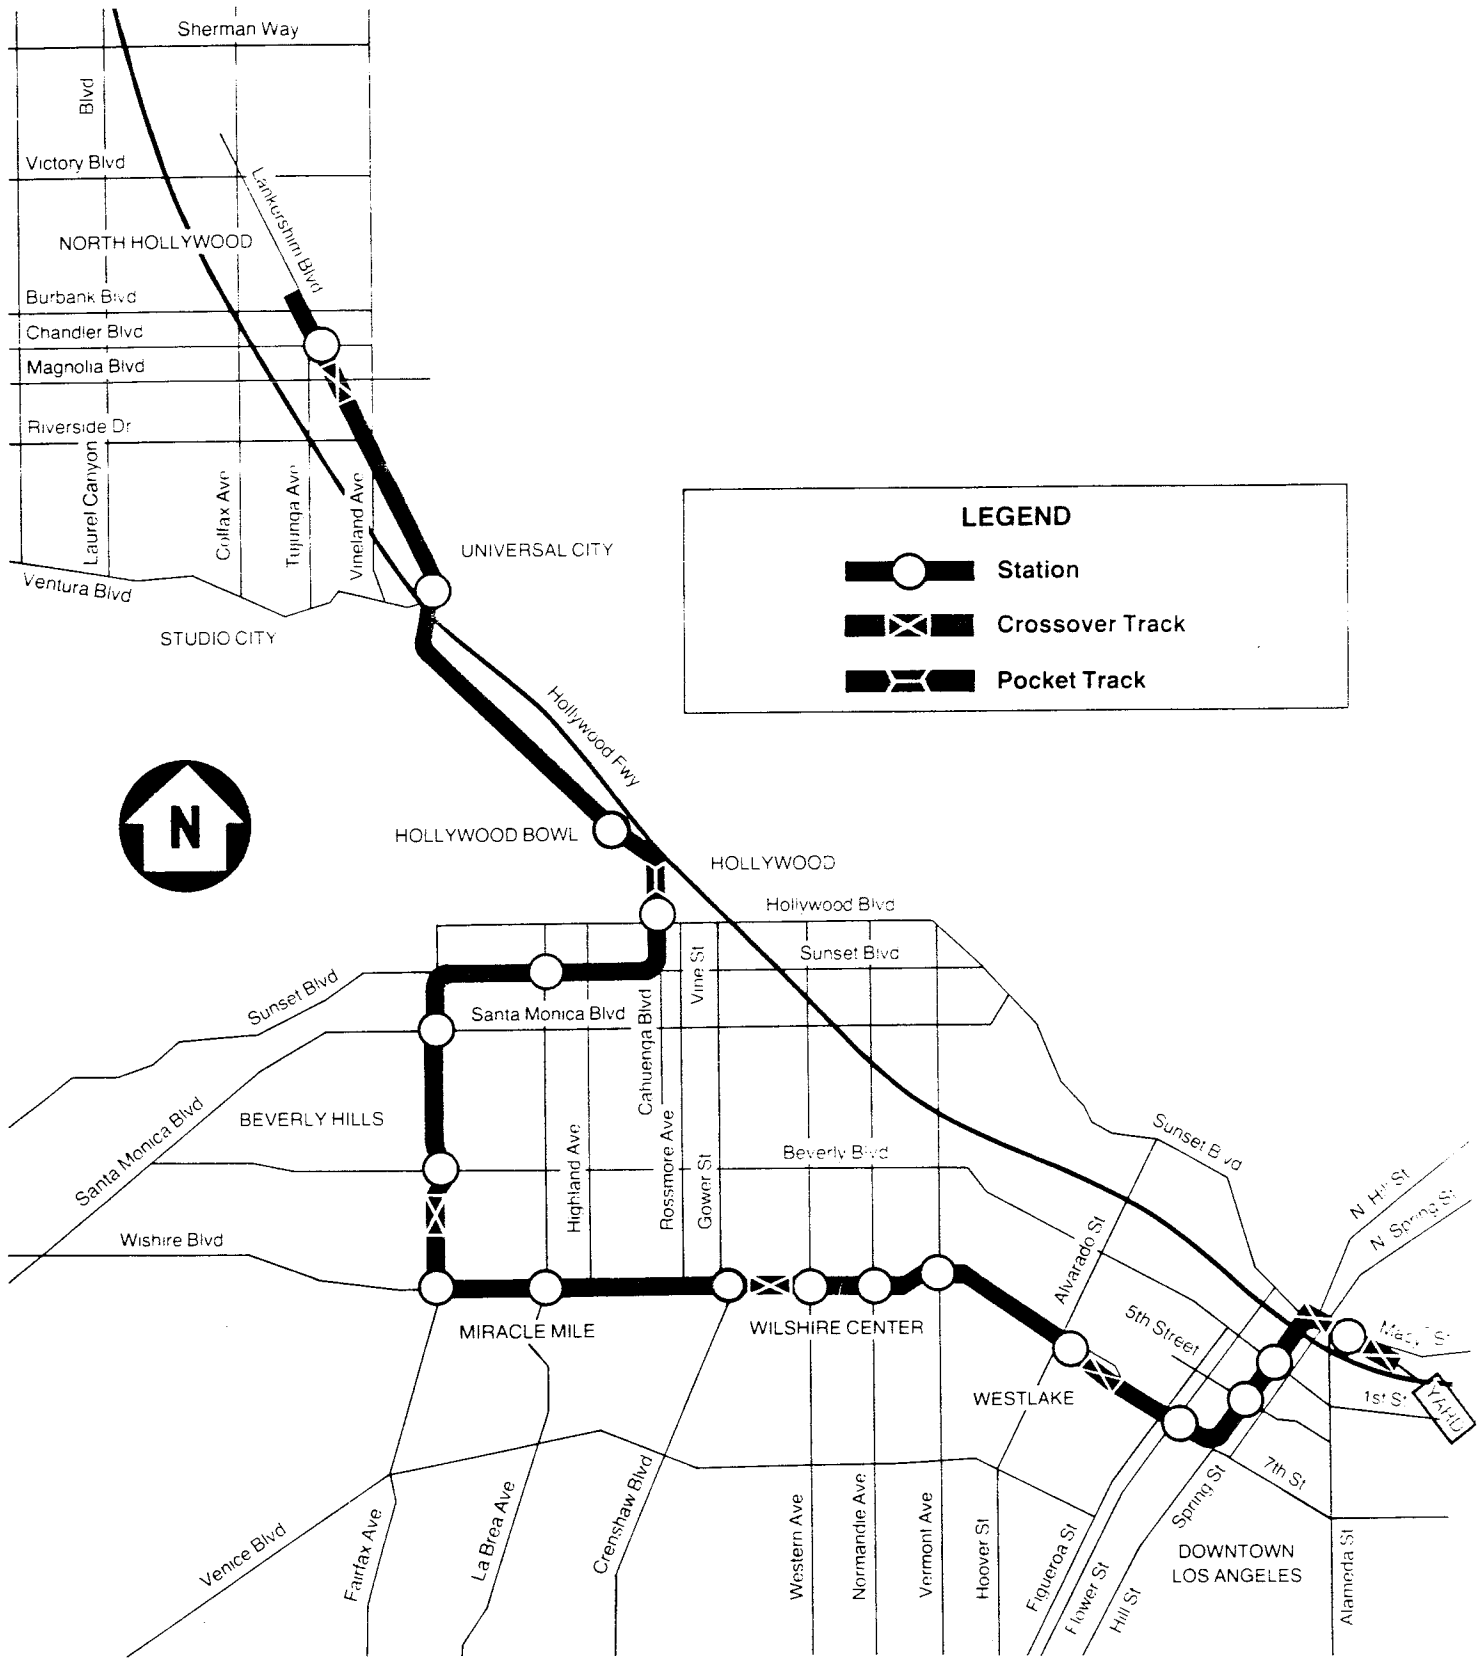 Sherman Way
Blvd
Victory Blvd
Lankershim Blvd
NORTH HOLLYWOOD
Burbank Blvd
Chandler Blvd
Magnolia Blvd
Riverside Dr
Laurel Canyon
Colfax Ave
Tujunga Ave
Vineland Ave
UNIVERSAL CITY
Ventura Blvd
STUDIO CITY
LEGEND
Station
Crossover Track
Pocket Track
Hollywood Fwy
N
HOLLYWOOD BOWL
HOLLYWOOD
Hollywood Blvd
Sunset Blvd
Vine St
Sunset Blvd
Santa Monica Blvd
Cahuenga Blvd
BEVERLY HILLS
Santa Monica Blvd
Highland Ave
Rossmore Ave
Gower St
Beverly Blvd
Sunset Blvd
N Hill St
N Spring St
Wishire Blvd
Alvarado St
5th Street
MIRACLE MILE
WILSHIRE CENTER
Macy St
WESTLAKE
1st St
YARD
7th St
Spring St
Venice Blvd
Fairfax Ave
La Brea Ave
Crenshaw Blvd
Western Ave
Normandie Ave
Vermont Ave
Hoover St
Figueroa St
Flower St
Hill St
DOWNTOWN
LOS ANGELES
Alameda St